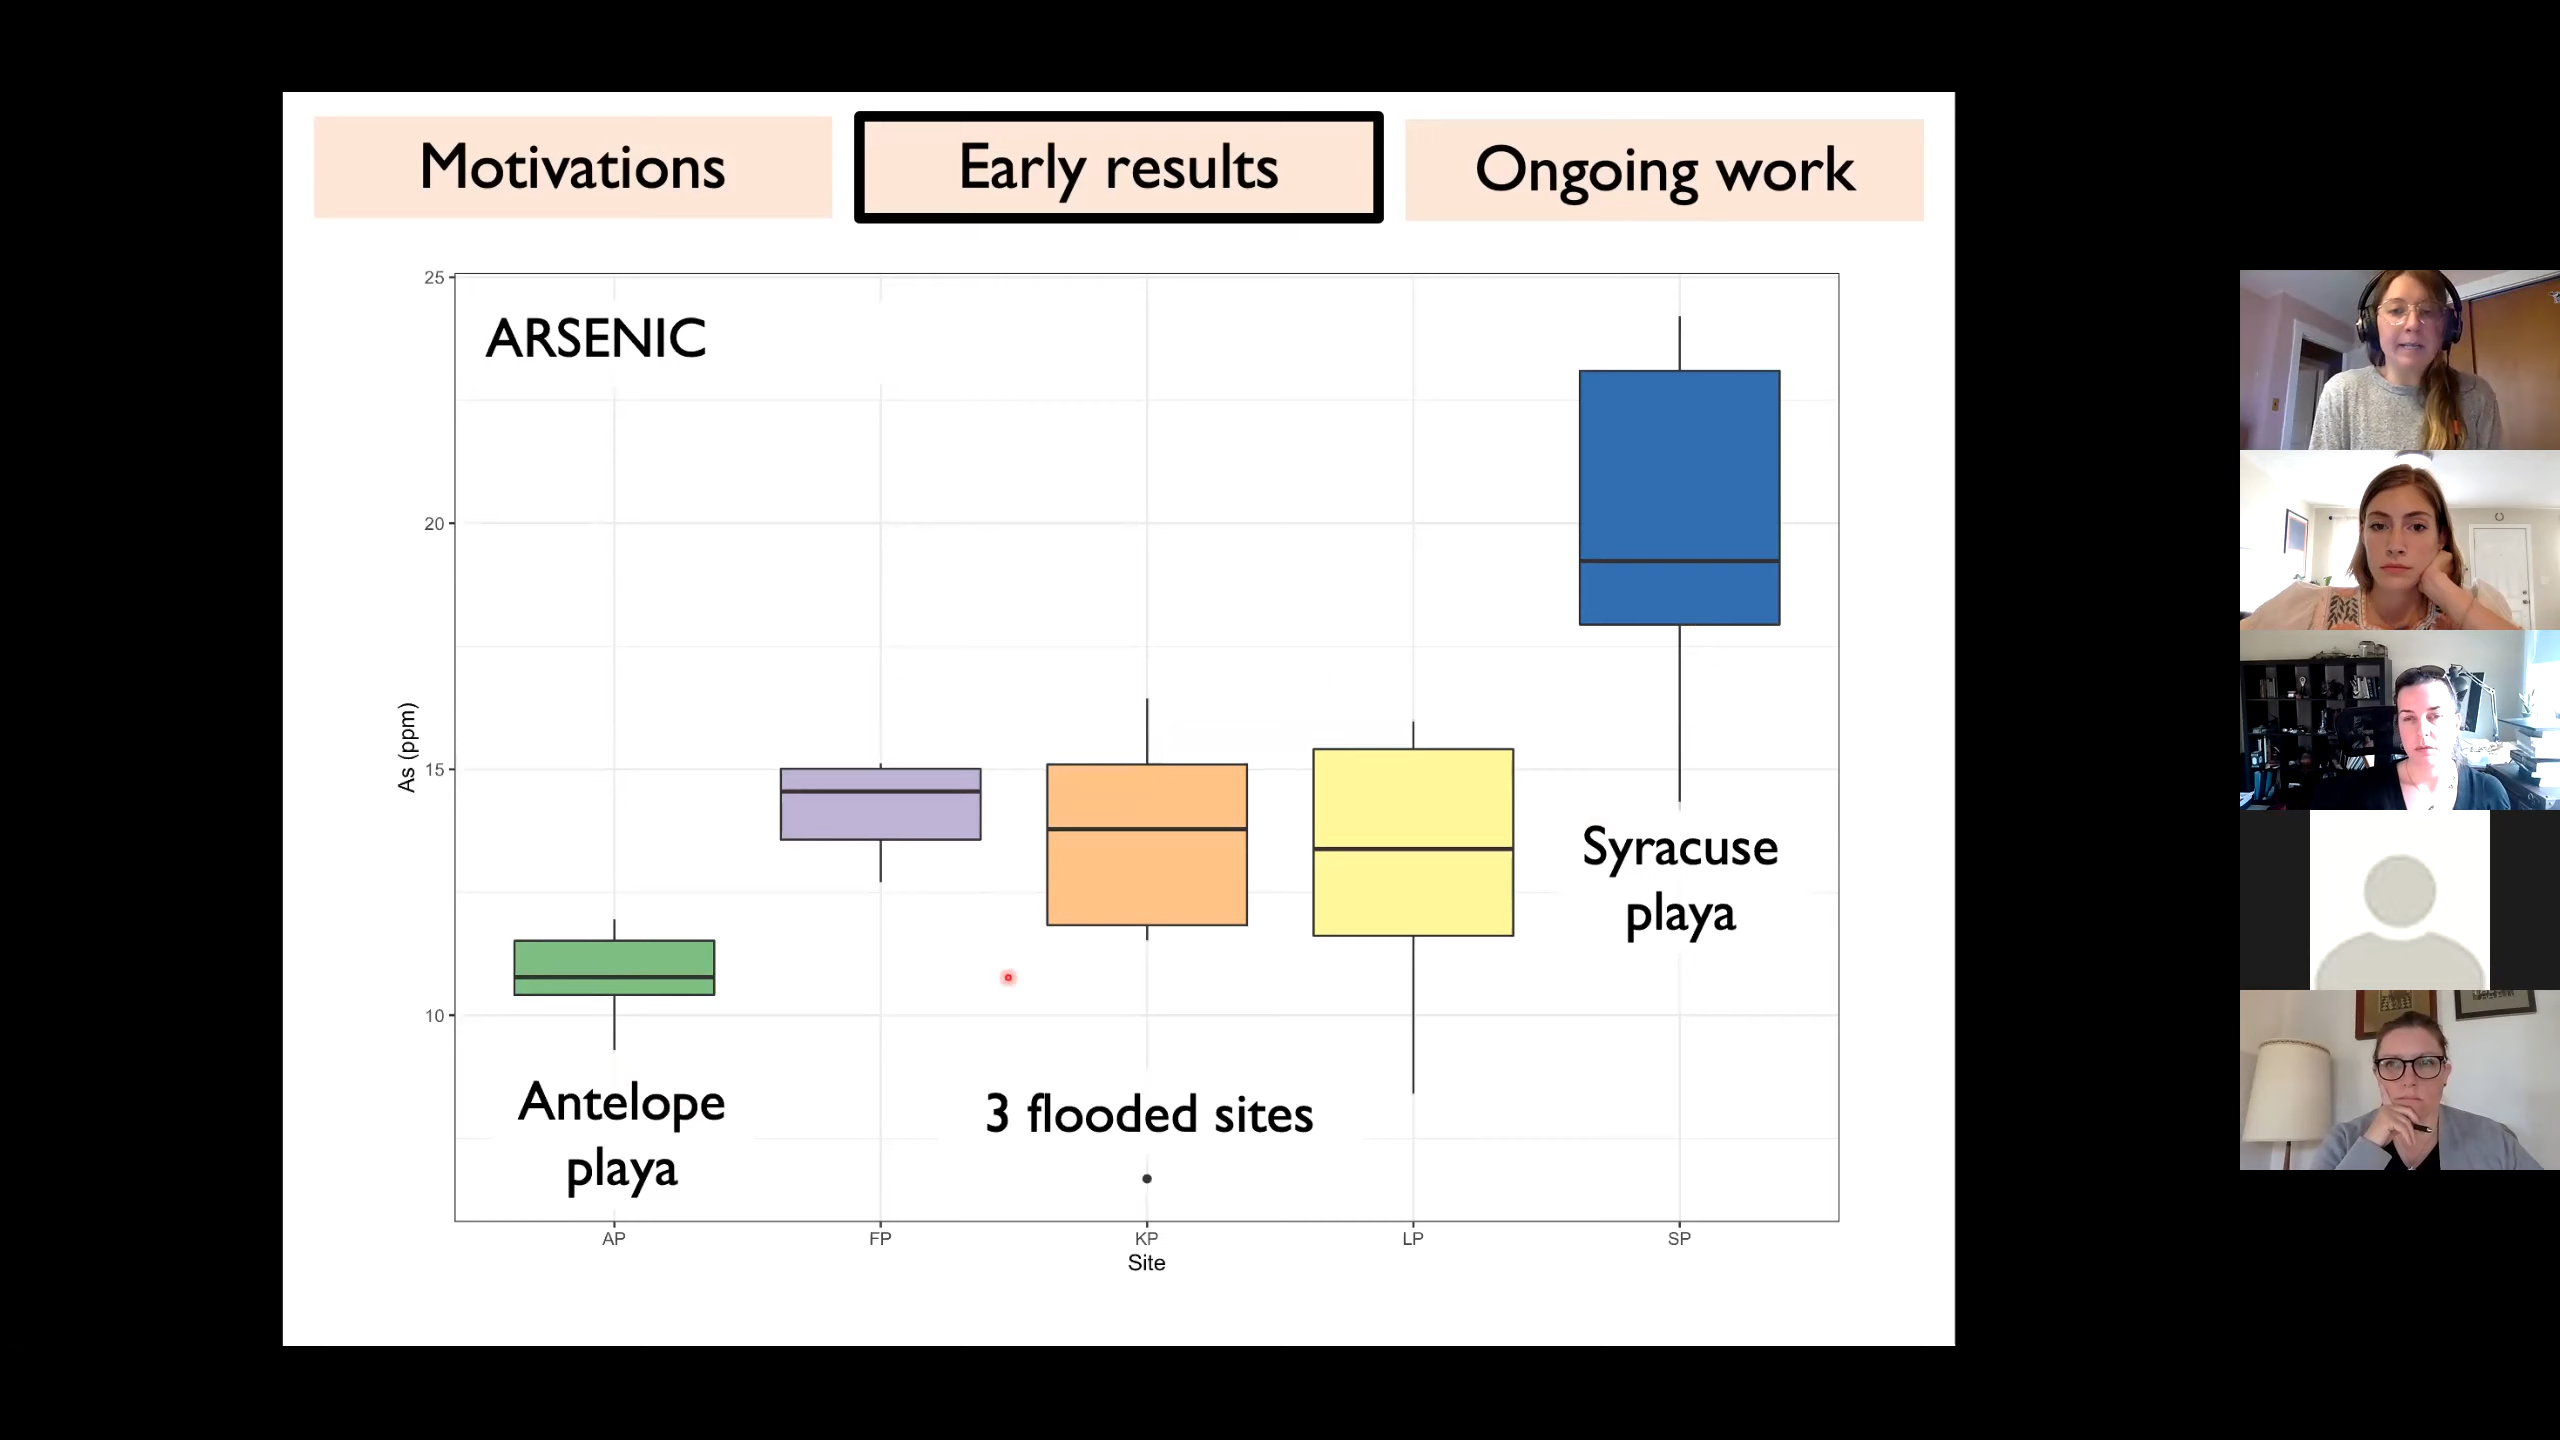 Motivations
Early results
Ongoing work
ARSENIC
25
20
15
10
As (ppm)
Antelope
playa
3 flooded sites
Syracuse
playa
AP
FP
KP
LP
SP
Site